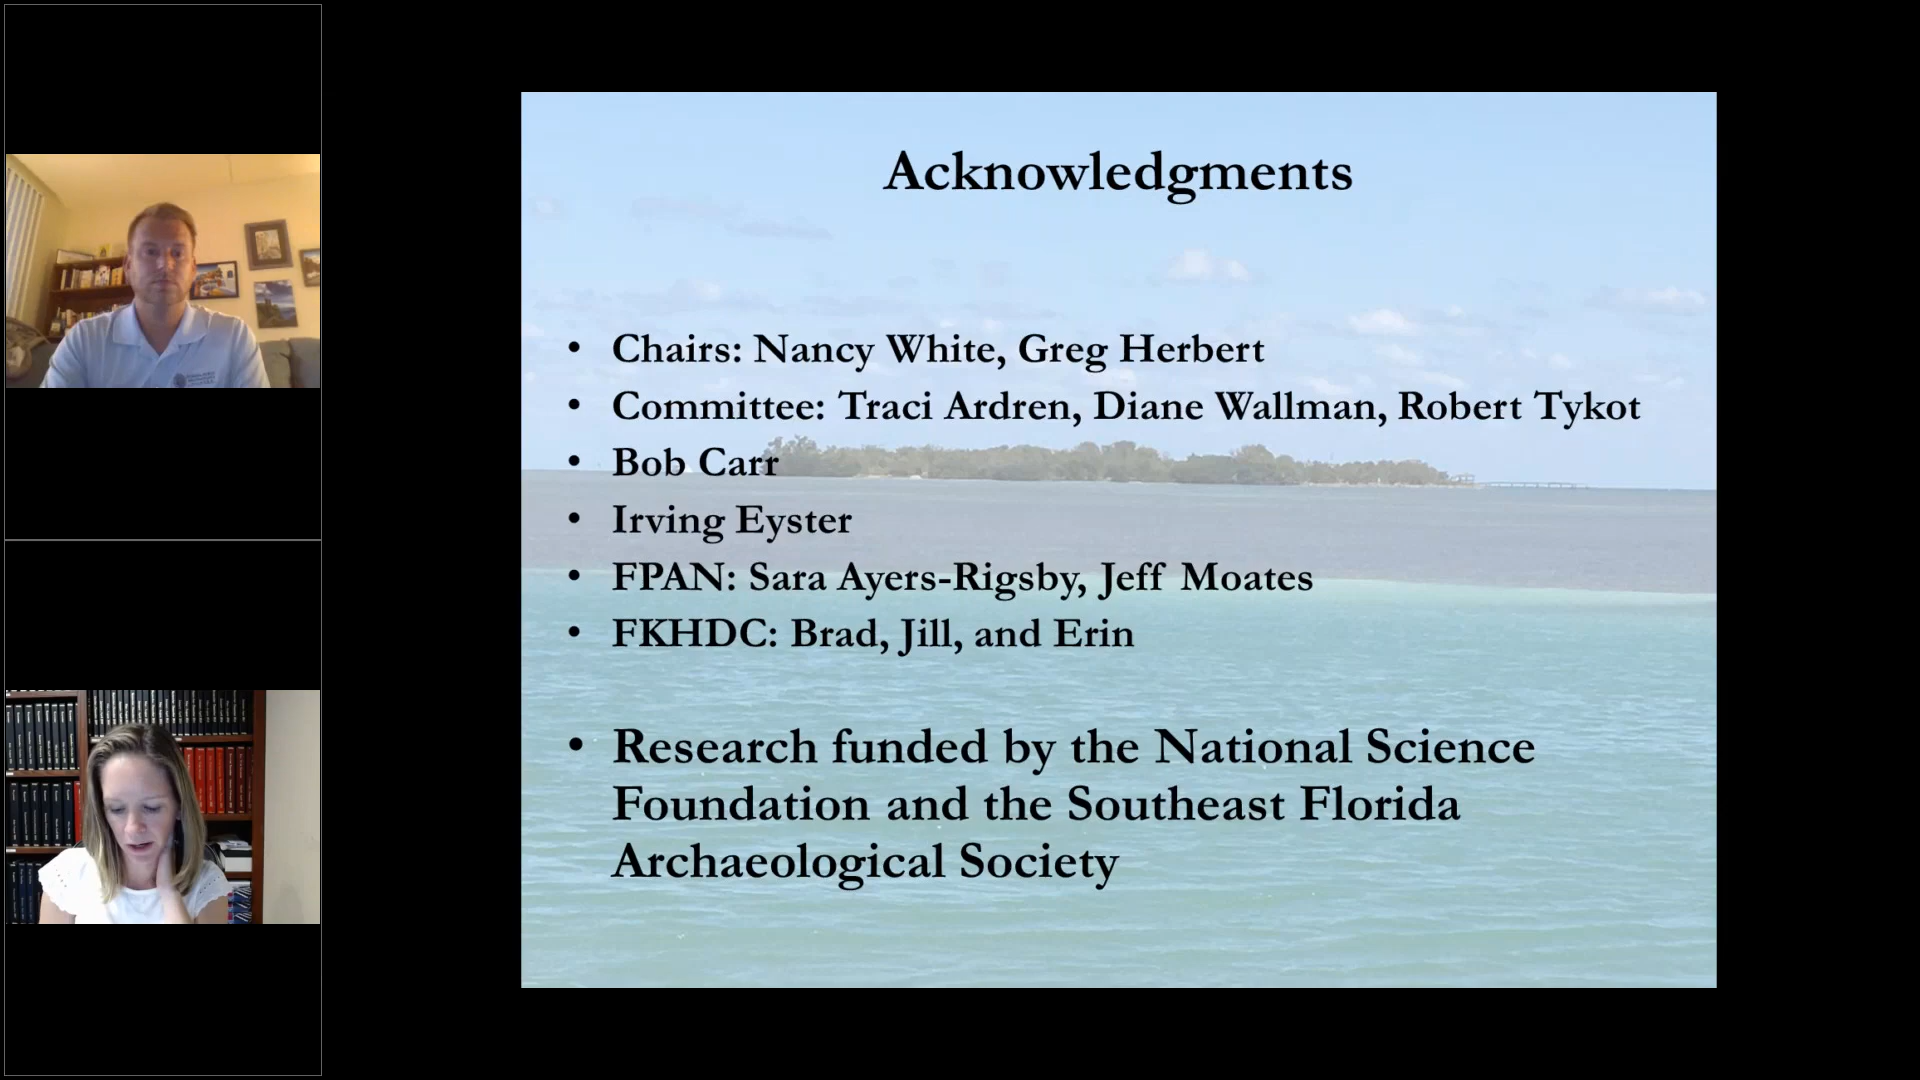 Acknowledgments
• Chairs: Nancy White, Greg Herbert
• Committee: Traci Ardren, Diane Wallman, Robert Tykot
• Bob Carr
• Irving Eyster
• FPAN: Sara Ayers-Rigsby, Jeff Moates
• FKHDC: Brad, Jill, and Erin
• Research funded by the National Science
Foundation and the Southeast Florida
Archaeological Society